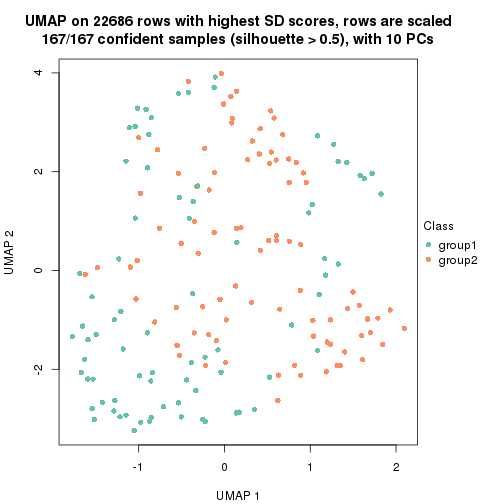 UMAP on 22686 rows with highest SD scores, rows are scaled
167/167 confident samples (silhouette > 0.5), with 10 PCs
4
2
0
-2
UMAP 2
-1
0
1
2
UMAP 1
Class
group1
group2